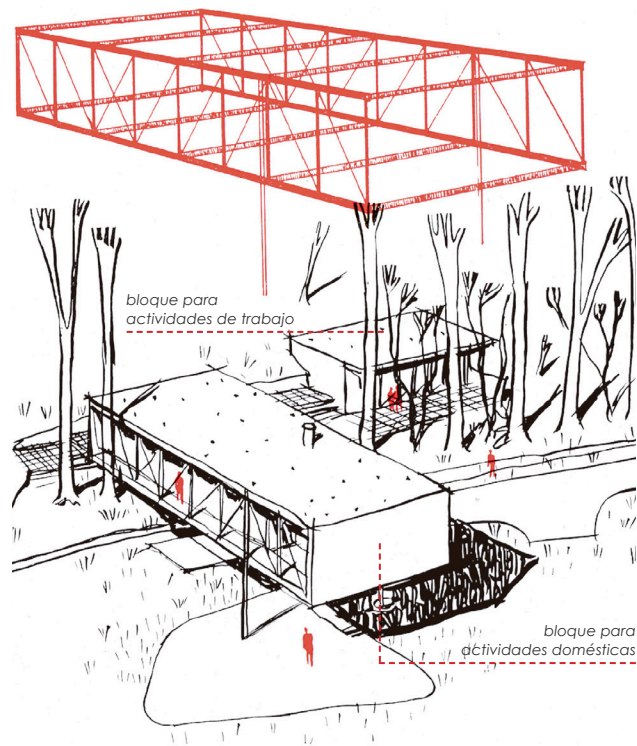 bloque para
actividades de trabajo
bloque para
actividades domésticas